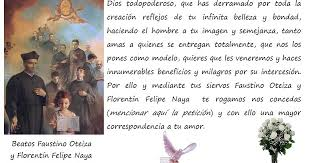 Dios todopoderoso, que has derramado por toda la
creación reflejos de tu infinita belleza y bondad,
haciendo el hombre a tu imagen y semejanza, tanto
amas a quienes se entregan totalmente, que nos los
pones como modelo, quieres que les veneremos y haces
innumerables beneficios y milagros por su intercesión.
Por ello y mediante tus siervos Faustino Oteiza y
Florentín Felipe Naya te rogamos nos concedas
(mencionar aquí la petición) y con ello una mayor
correspondencia a tu amor.
Beatos Faustino Oteiza
y Florentín Felipe Naya